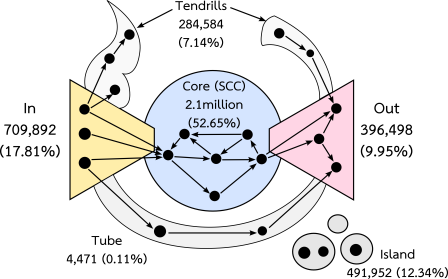 Tendrills
284,584
(7.14%)
Core (SCC)
2.1million
(52.65%)
In
709,892
(17.81%)
Out
396,498
(9.95%)
Tube
4,471 (0.11%)
Island
491,952 (12.34%)